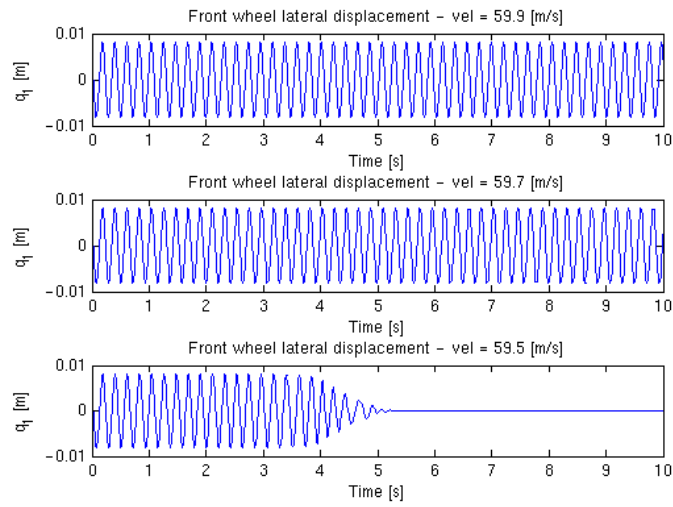 Front wheel lateral displacement – vel = 59.9 [m/s]
0.01
0
−0.01
q1 [m]
0 1 2 3 4 5 6 7 8 9 10
Time [s]
Front wheel lateral displacement – vel = 59.7 [m/s]
0.01
0
−0.01
q1 [m]
0 1 2 3 4 5 6 7 8 9 10
Time [s]
Front wheel lateral displacement – vel = 59.5 [m/s]
0.01
0
−0.01
q1 [m]
0 1 2 3 4 5 6 7 8 9 10
Time [s]